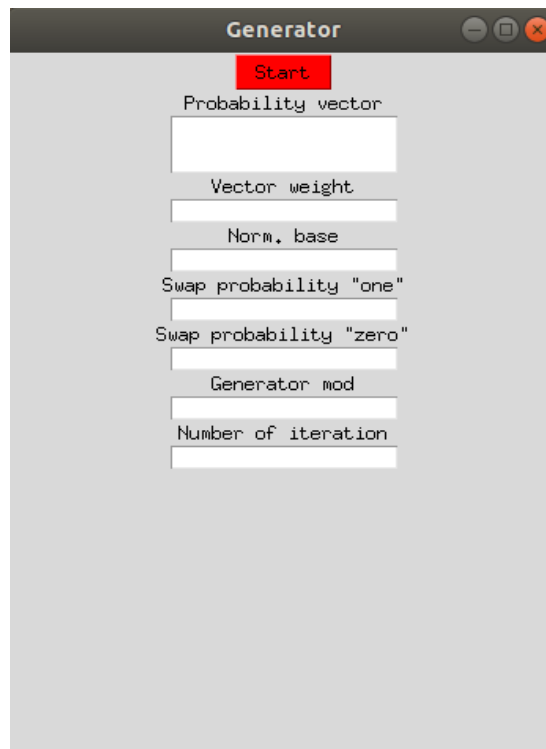 Generator
Start
Probability vector
Vector weight
Norm. base
Swap probability "one"
Swap probability "zero"
Generator mod
Number of iteration